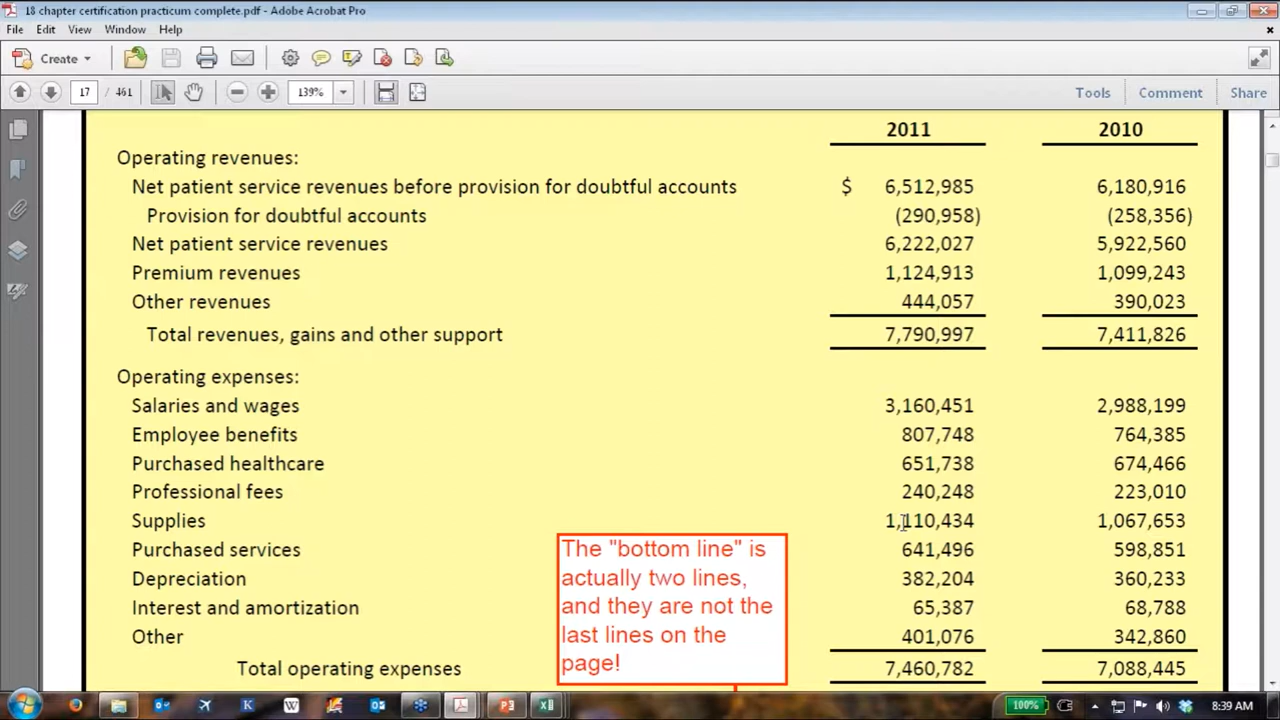 18 chapter certification practicum complete.pdf - Adobe Acrobat Pro
File Edit View Window Help
Create
17 / 461 139% Tools Comment Share
2011 2010
Operating revenues:
Net patient service revenues before provision for doubtful accounts $ 6,512,985 6,180,916
Provision for doubtful accounts (290,958) (258,356)
Net patient service revenues 6,222,027 5,922,560
Premium revenues 1,124,913 1,099,243
Other revenues 444,057 390,023
Total revenues, gains and other support 7,790,997 7,411,826
Operating expenses:
Salaries and wages 3,160,451 2,988,199
Employee benefits 807,748 764,385
Purchased healthcare 651,738 674,466
Professional fees 240,248 223,010
Supplies 1,110,434 1,067,653
Purchased services 641,496 598,851
Depreciation 382,204 360,233
Interest and amortization 65,387 68,788
Other 401,076 342,860
Total operating expenses 7,460,782 7,088,445
The "bottom line" is
actually two lines,
and they are not the
last lines on the
page!
100% 8:39 AM